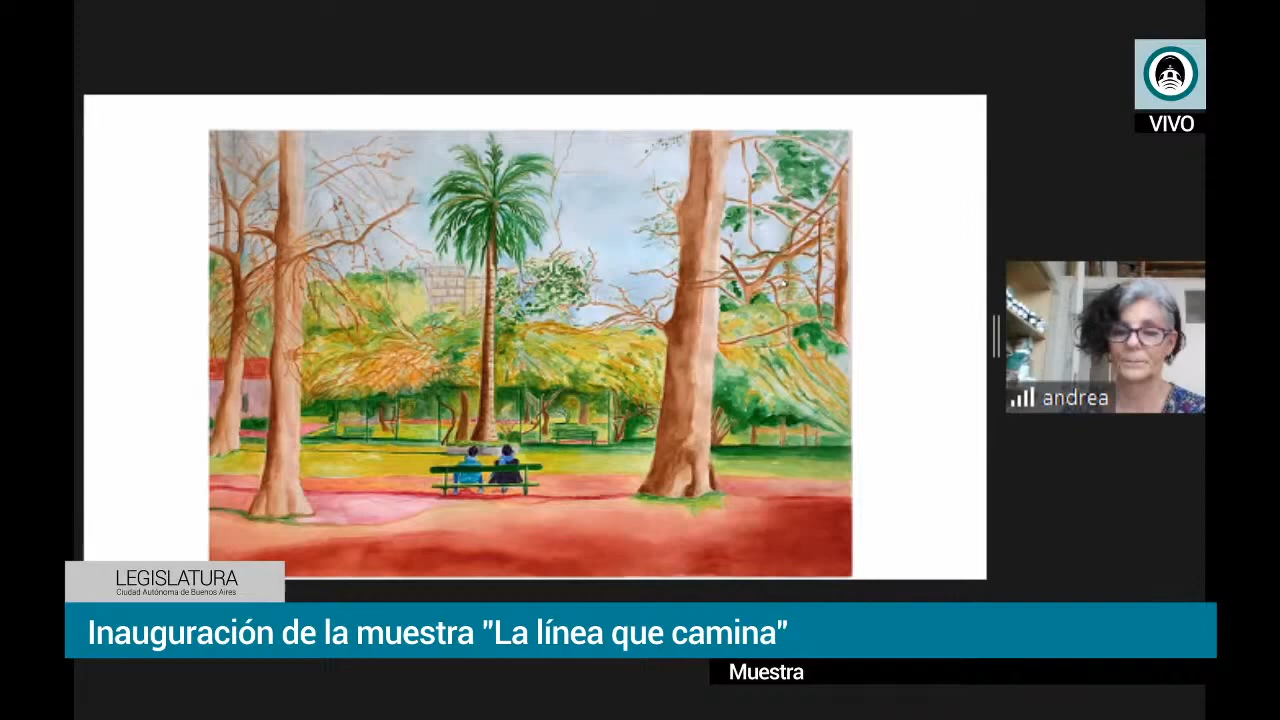 VIVO
andrea
LEGISLATURA
Ciudad Autónoma de Buenos Aires
Inauguración de la muestra "La línea que camina"
Muestra